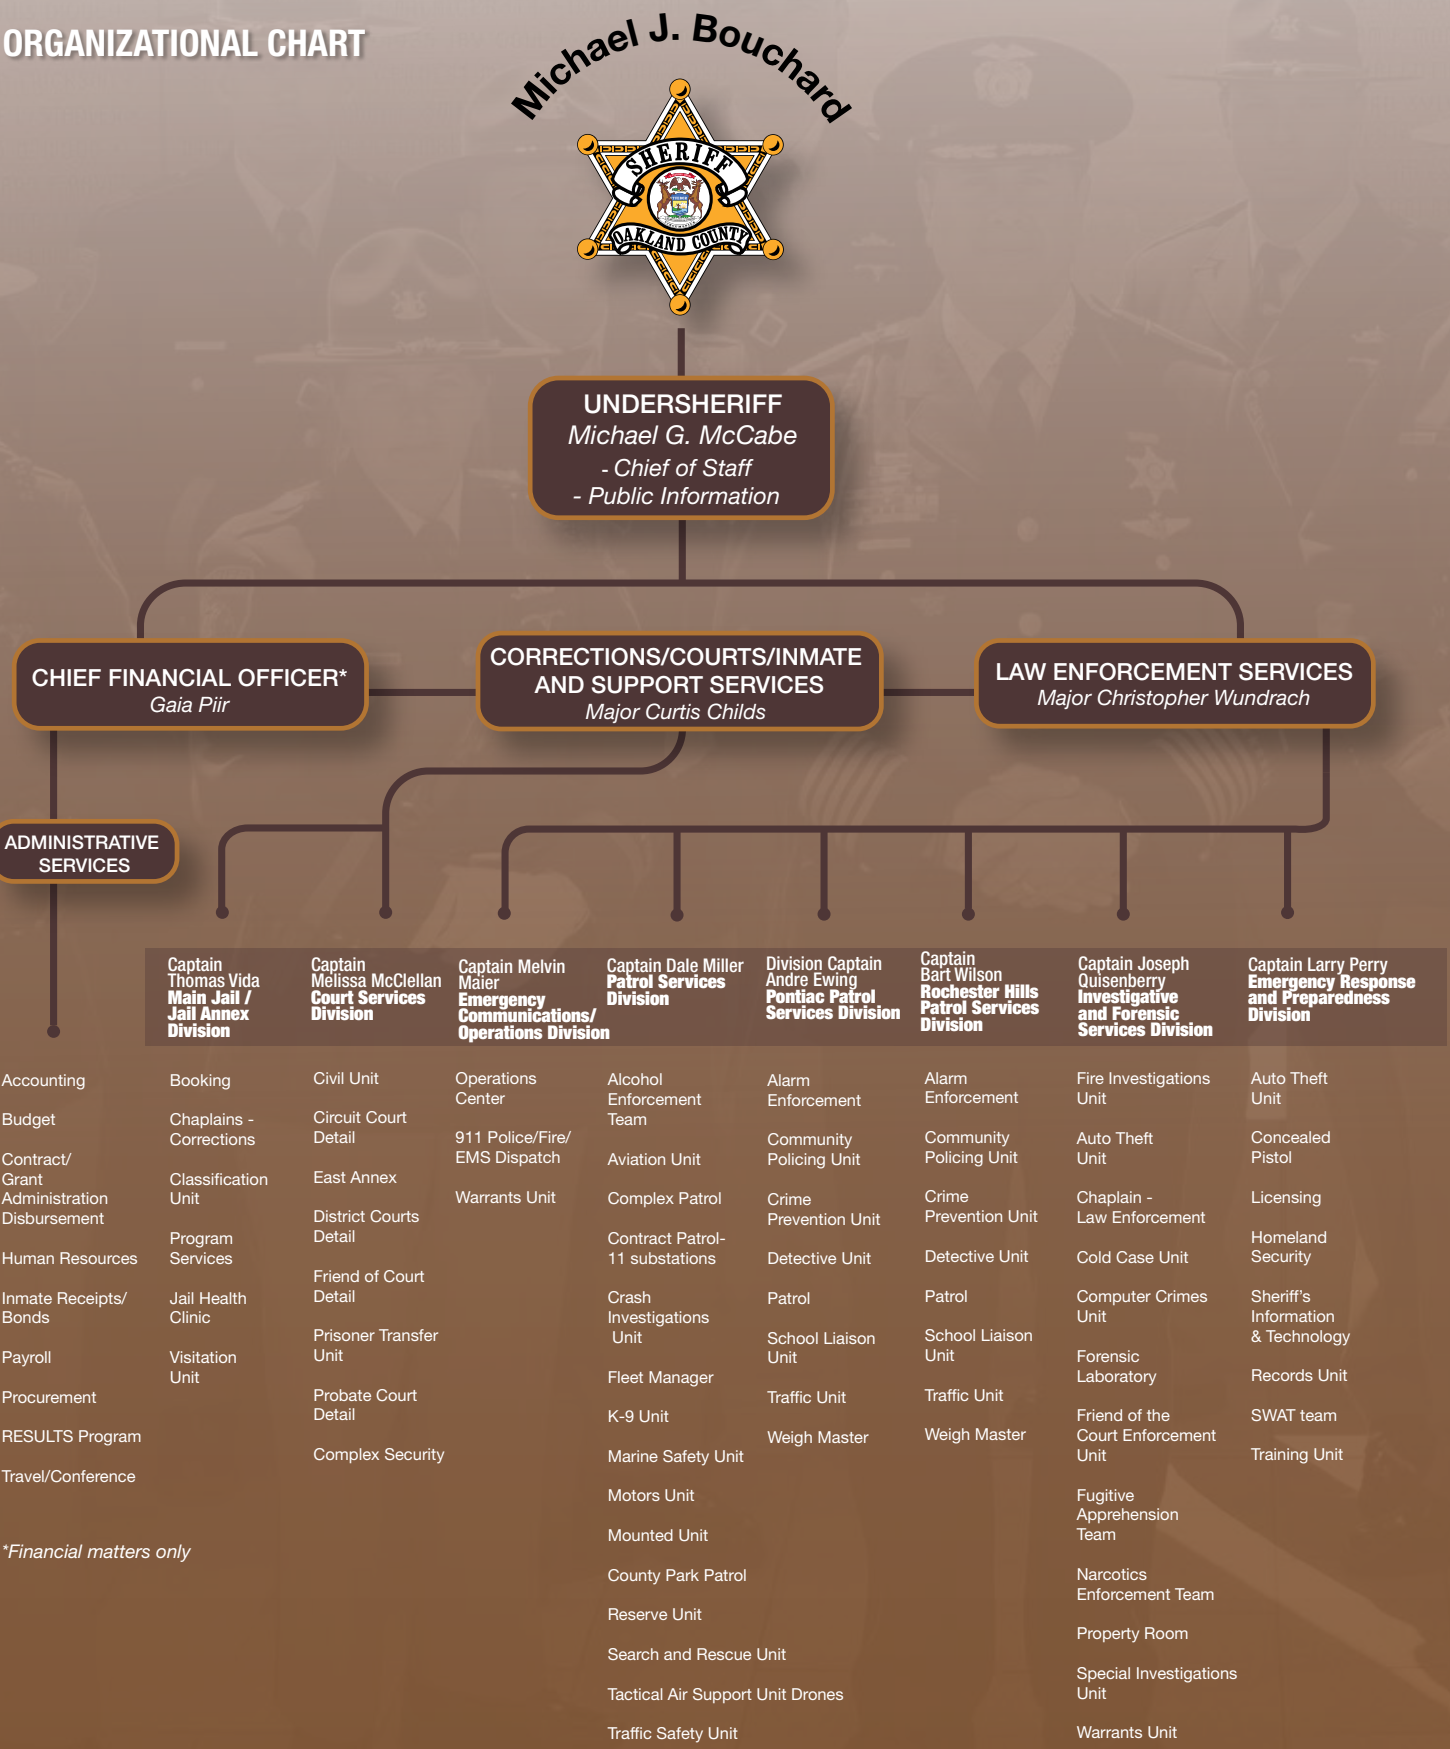 ORGANIZATIONAL CHART
Michael J. Bouchard
SHERIFF
OAKLAND COUNTY
UNDERSHERIFF
Michael G. McCabe
- Chief of Staff
- Public Information
CHIEF FINANCIAL OFFICER*
Gaia Piir
CORRECTIONS/COURTS/INMATE
AND SUPPORT SERVICES
Major Curtis Childs
LAW ENFORCEMENT SERVICES
Major Christopher Wundrach
ADMINISTRATIVE
SERVICES
Accounting
Budget
Contract/
Grant
Administration
Disbursement
Human Resources
Inmate Receipts/
Bonds
Payroll
Procurement
RESULTS Program
Travel/Conference
*Financial matters only
Captain
Thomas Vida
Main Jail /
Jail Annex
Division
Booking
Chaplains -
Corrections
Classification
Unit
Program
Services
Jail Health
Clinic
Visitation
Unit
Captain
Melissa McClellan
Court Services
Division
Civil Unit
Circuit Court
Detail
East Annex
District Courts
Detail
Friend of Court
Detail
Prisoner Transfer
Unit
Probate Court
Detail
Complex Security
Captain Melvin
Maier
Emergency
Communications/
Operations Division
Operations
Center
911 Police/Fire/
EMS Dispatch
Warrants Unit
Captain Dale Miller
Patrol Services
Division
Alcohol
Enforcement
Team
Aviation Unit
Complex Patrol
Contract Patrol-
11 substations
Crash
Investigations
Unit
Fleet Manager
K-9 Unit
Marine Safety Unit
Motors Unit
Mounted Unit
County Park Patrol
Reserve Unit
Search and Rescue Unit
Tactical Air Support Unit Drones
Traffic Safety Unit
Division Captain
Andre Ewing
Pontiac Patrol
Services Division
Alarm
Enforcement
Community
Policing Unit
Crime
Prevention Unit
Detective Unit
Patrol
School Liaison
Unit
Traffic Unit
Weigh Master
Captain
Bart Wilson
Rochester Hills
Patrol Services
Division
Alarm
Enforcement
Community
Policing Unit
Crime
Prevention Unit
Detective Unit
Patrol
School Liaison
Unit
Traffic Unit
Weigh Master
Captain Joseph
Quisenberry
Investigative
and Forensic
Services Division
Fire Investigations
Unit
Auto Theft
Unit
Chaplain -
Law Enforcement
Cold Case Unit
Computer Crimes
Unit
Forensic
Laboratory
Friend of the
Court Enforcement
Unit
Fugitive
Apprehension
Team
Narcotics
Enforcement Team
Property Room
Special Investigations
Unit
Warrants Unit
Captain Larry Perry
Emergency Response
and Preparedness
Division
Auto Theft
Unit
Concealed
Pistol
Licensing
Homeland
Security
Sheriff's
Information
& Technology
Records Unit
SWAT team
Training Unit